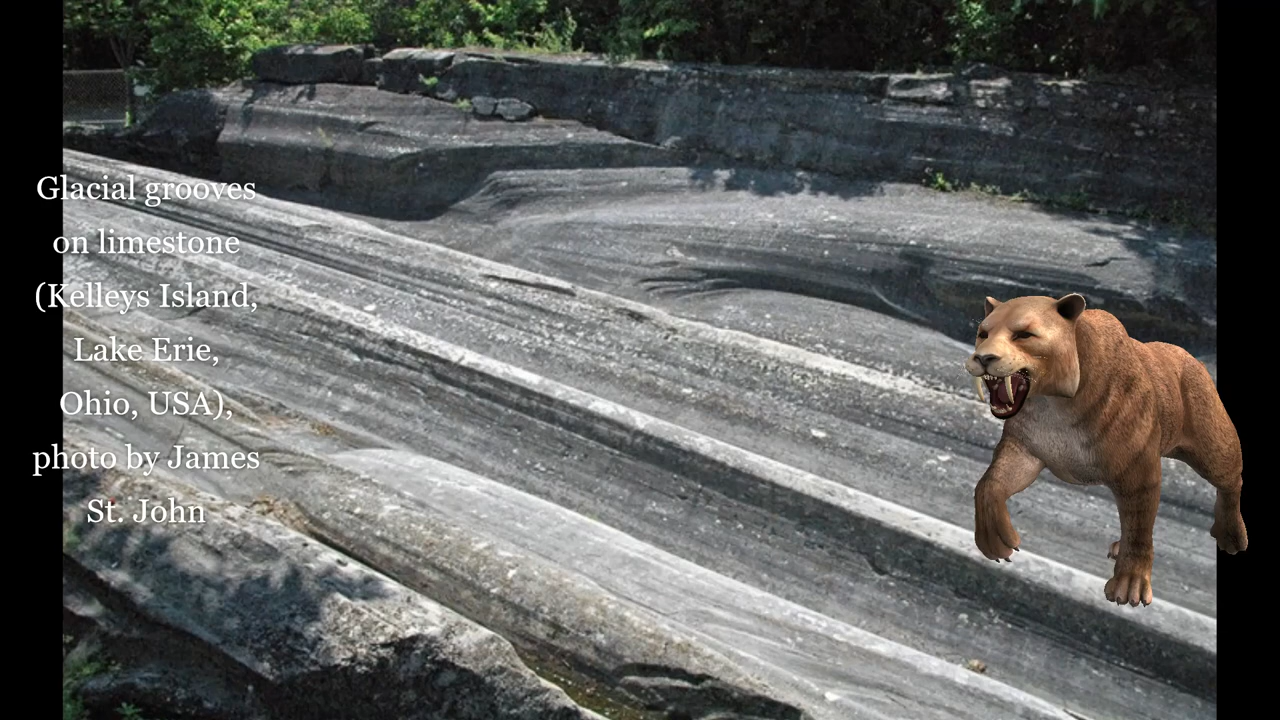 Glacial grooves
on limestone
(Kelleys Island,
Lake Erie,
Ohio, USA),
photo by James
St. John